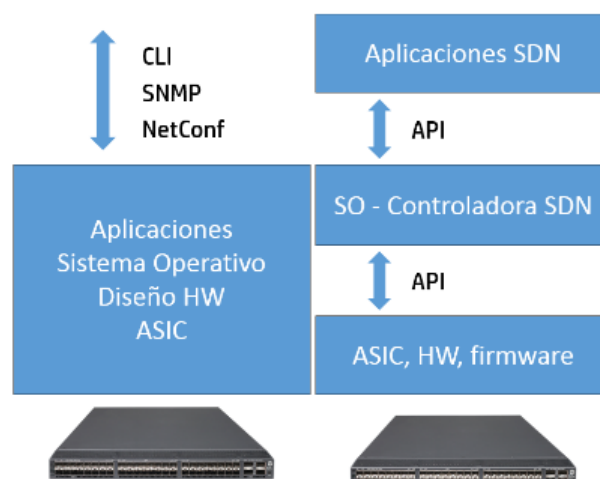 CLI
SNMP
NetConf
Aplicaciones
Sistema Operativo
Diseño HW
ASIC
Aplicaciones SDN
API
SO - Controladora SDN
API
ASIC, HW, firmware